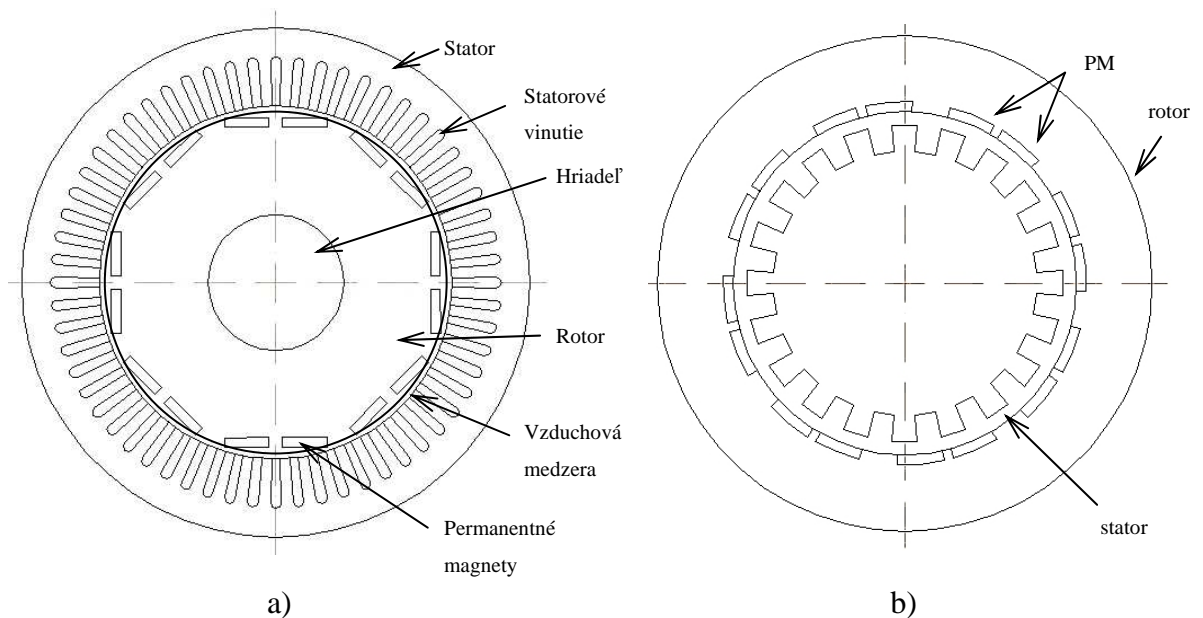 Stator
Statorové
vinutie
Hriadeľ
Rotor
Vzduchová
medzera
Permanentné
magnety
a)
PM
rotor
stator
b)